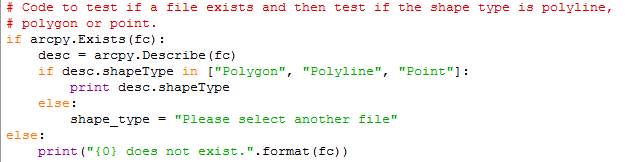 # Code to test if a file exists and then test if the shape type is polyline,
# polygon or point.
if arcpy.Exists(fc):
    desc = arcpy.Describe(fc)
    if desc.shapeType in ["Polygon", "Polyline", "Point"]:
        print desc.shapeType
    else:
        shape_type = "Please select another file"
else:
    print("{0} does not exist.".format(fc))